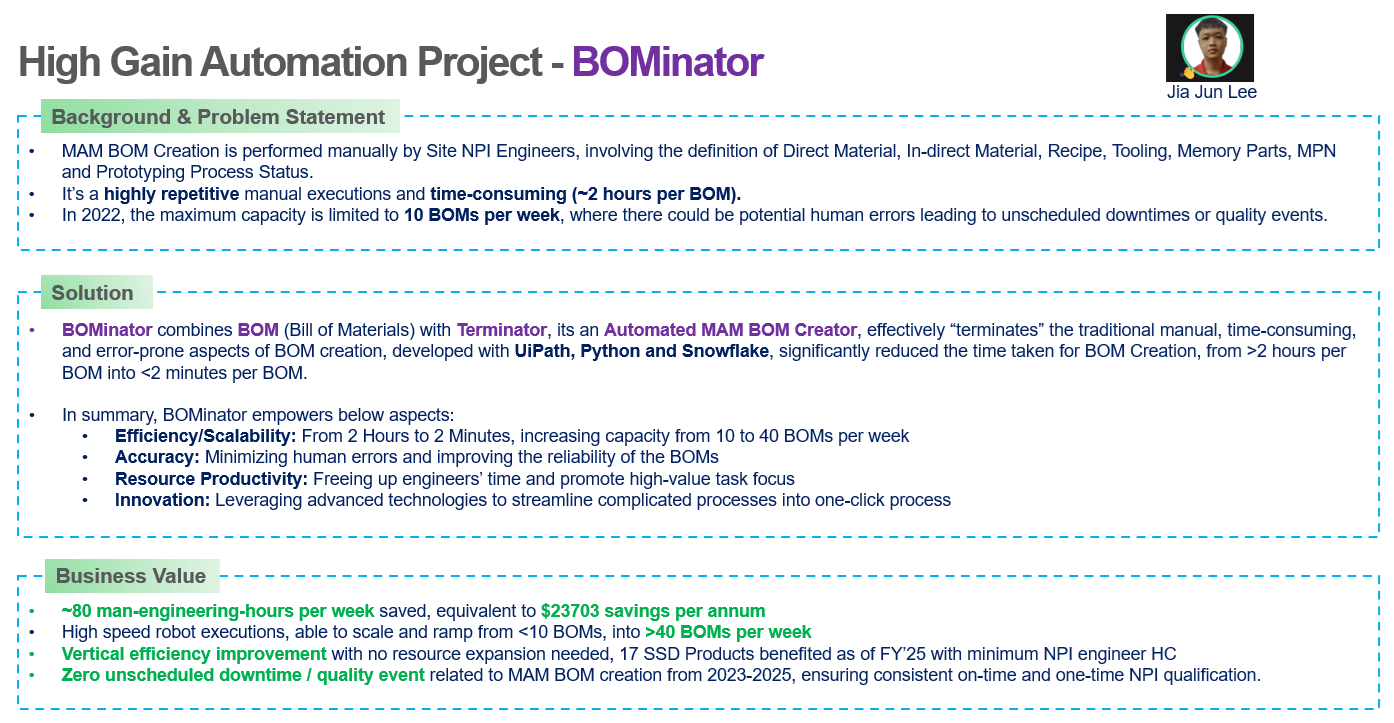 High Gain Automation Project - BOMinator
Jia Jun Lee
Background & Problem Statement
• MAM BOM Creation is performed manually by Site NPI Engineers, involving the definition of Direct Material, In-direct Material, Recipe, Tooling, Memory Parts, MPN
and Prototyping Process Status.
• It’s a highly repetitive manual executions and time-consuming (~2 hours per BOM).
• In 2022, the maximum capacity is limited to 10 BOMs per week, where there could be potential human errors leading to unscheduled downtimes or quality events.
Solution
• BOMinator combines BOM (Bill of Materials) with Terminator, its an Automated MAM BOM Creator, effectively “terminates” the traditional manual, time-consuming,
and error-prone aspects of BOM creation, developed with UiPath, Python and Snowflake, significantly reduced the time taken for BOM Creation, from >2 hours per
BOM into <2 minutes per BOM.
• In summary, BOMinator empowers below aspects:
• Efficiency/Scalability: From 2 Hours to 2 Minutes, increasing capacity from 10 to 40 BOMs per week
• Accuracy: Minimizing human errors and improving the reliability of the BOMs
• Resource Productivity: Freeing up engineers’ time and promote high-value task focus
• Innovation: Leveraging advanced technologies to streamline complicated processes into one-click process
Business Value
• ~80 man-engineering-hours per week saved, equivalent to $23703 savings per annum
• High speed robot executions, able to scale and ramp from <10 BOMs, into >40 BOMs per week
• Vertical efficiency improvement with no resource expansion needed, 17 SSD Products benefited as of FY’25 with minimum NPI engineer HC
• Zero unscheduled downtime / quality event related to MAM BOM creation from 2023-2025, ensuring consistent on-time and one-time NPI qualification.